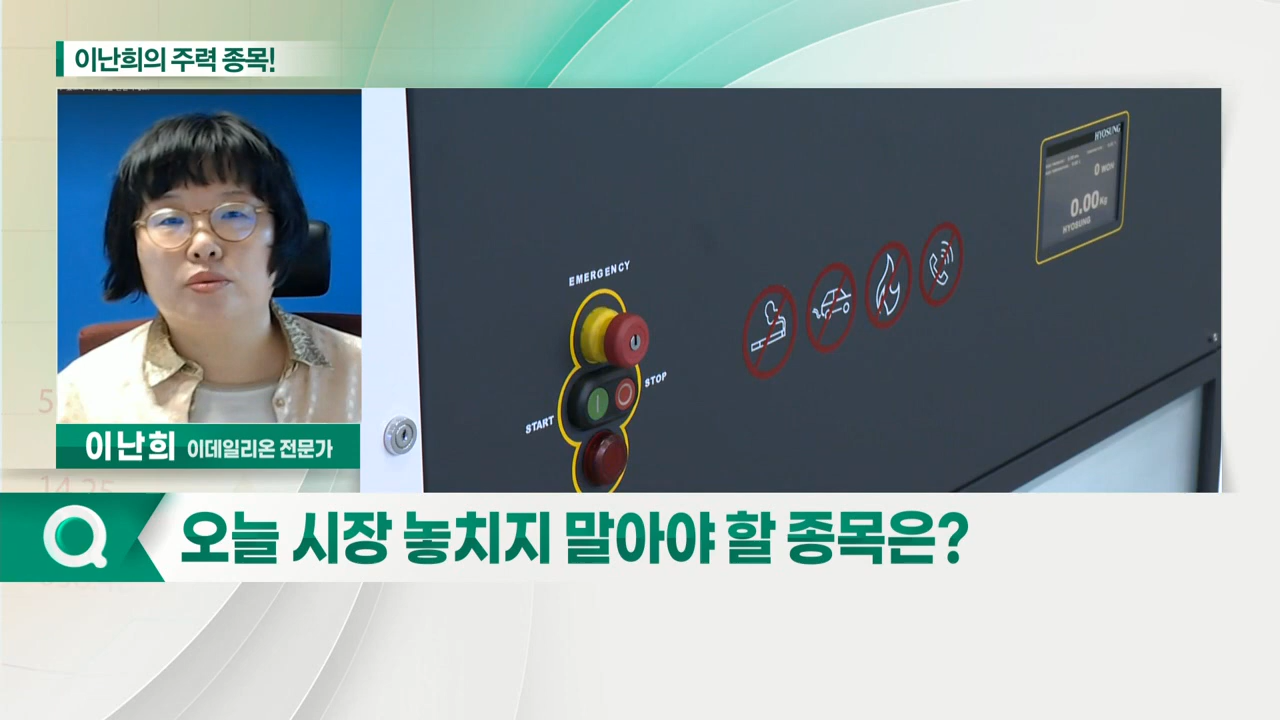 이난희의 주력 종목!
HYOSUNG
0 WON
0.00Kg
HYOSUNG
EMERGENCY
STOP
START
이난희 이데일리온 전문가
오늘 시장 놓치지 말아야 할 종목은?